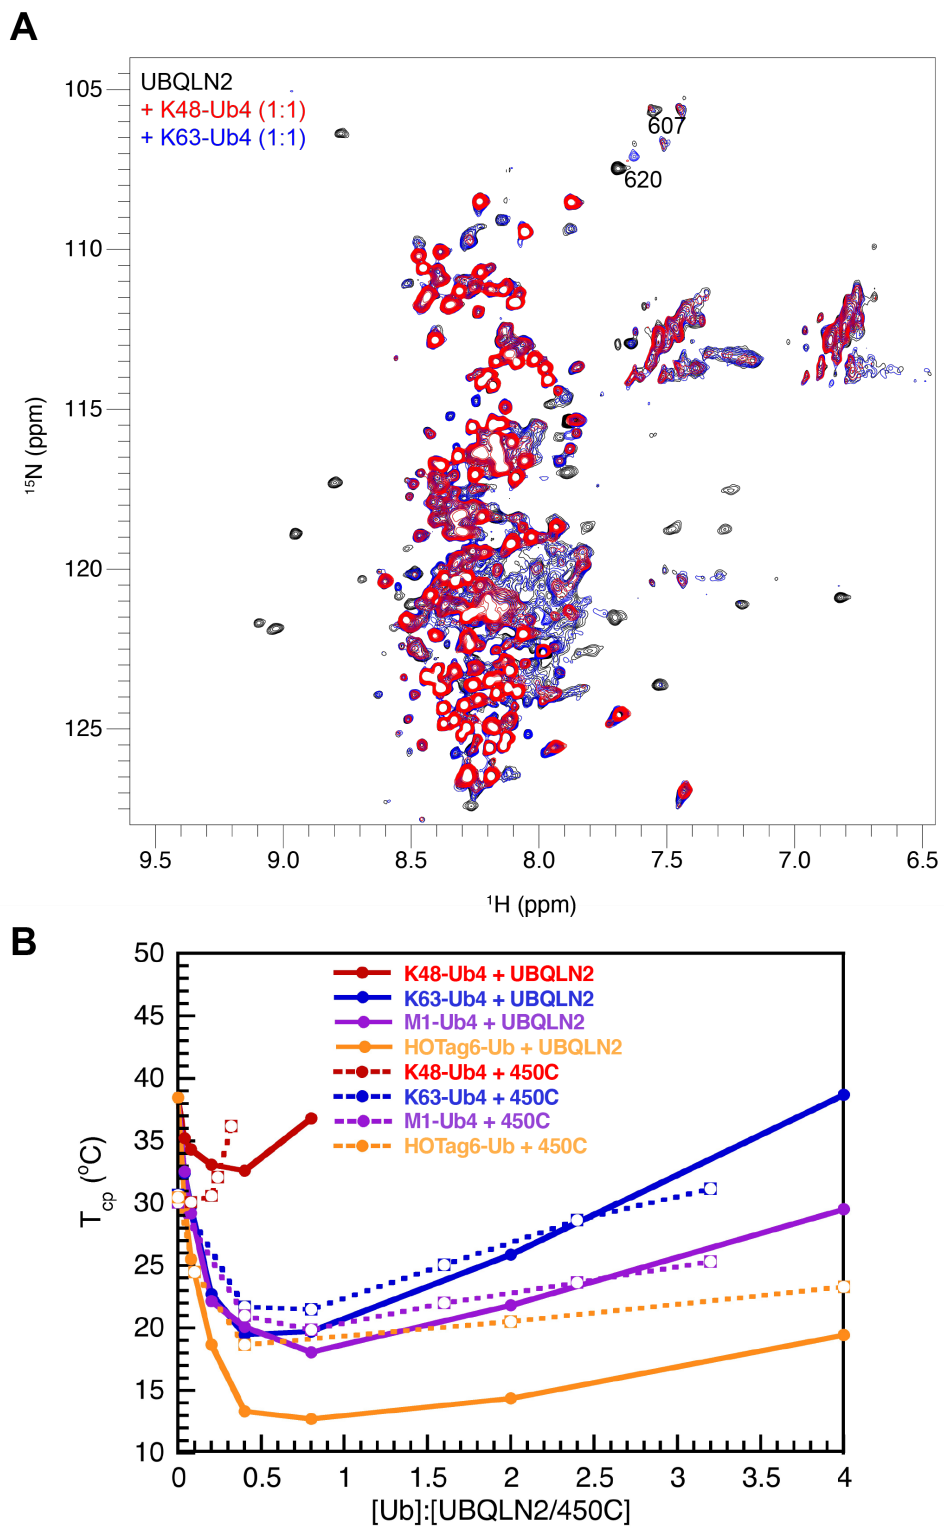 A
UBQLN2
+ K48-Ub4 (1:1)
+ K63-Ub4 (1:1)
607
620
105
110
115
120
125
¹⁵N (ppm)
9.5 9.0 8.5 8.0 7.5 7.0 6.5
¹H (ppm)
B
K48-Ub4 + UBQLN2
K63-Ub4 + UBQLN2
M1-Ub4 + UBQLN2
HOTag6-Ub + UBQLN2
K48-Ub4 + 450C
K63-Ub4 + 450C
M1-Ub4 + 450C
HOTag6-Ub + 450C
50
45
40
35
30
25
20
15
10
Tcp (°C)
0 0.5 1 1.5 2 2.5 3 3.5 4
[Ub]:[UBQLN2/450C]